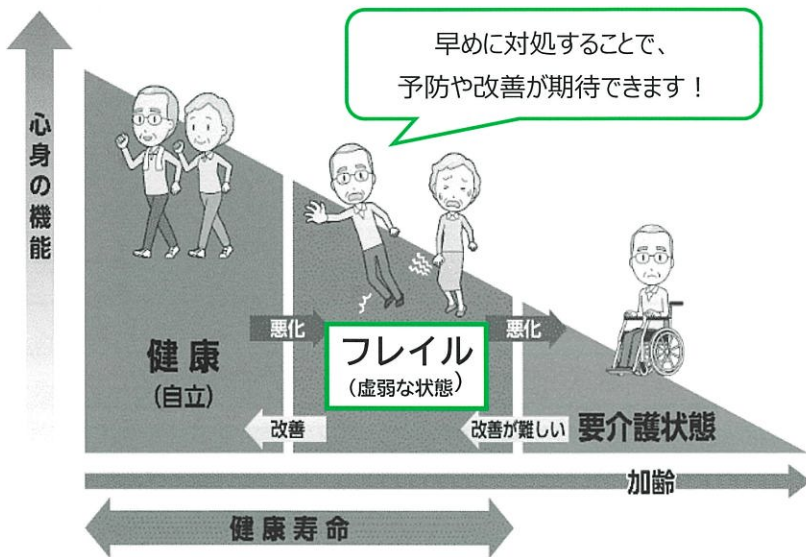 早めに対処することで、
予防や改善が期待できます！
心身の機能
健康
(自立)
悪化
フレイル
(虚弱な状態)
悪化
改善
改善が難しい
要介護状態
加齢
健康寿命